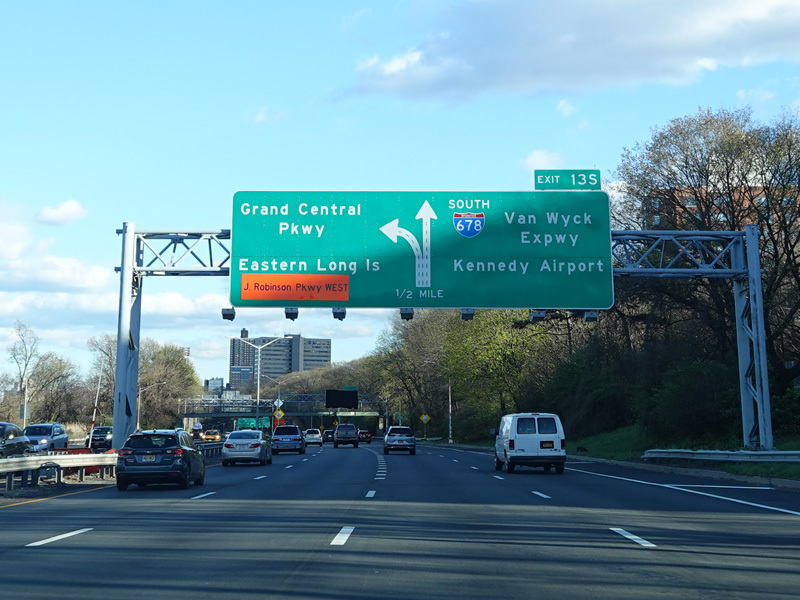 EXIT 13S
Grand Central
Pkwy
Eastern Long Is
J. Robinson Pkwy WEST
SOUTH
678
Van Wyck
Expwy
Kennedy Airport
1/2 MILE